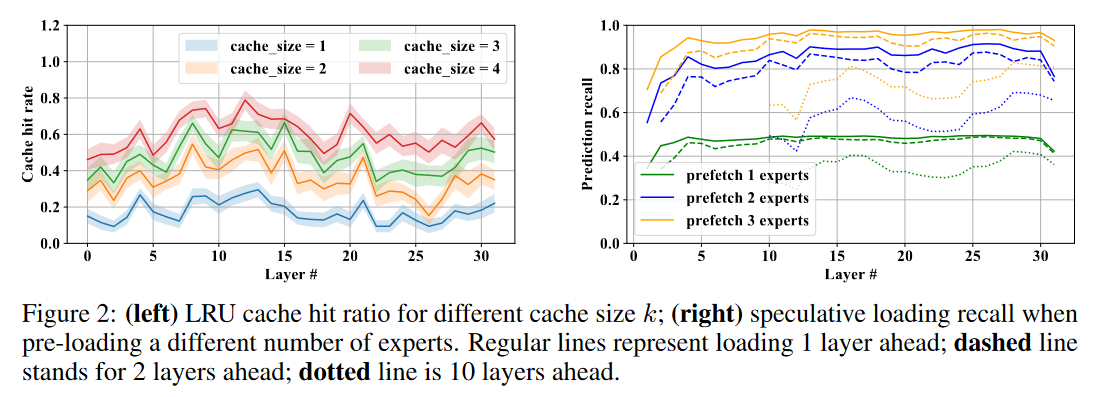 1.2
1.0
0.8
0.6
0.4
0.2
0.0
Cache hit rate
cache_size = 1
cache_size = 2
cache_size = 3
cache_size = 4
0 5 10 15 20 25 30
Layer #
1.0
0.8
0.6
0.4
0.2
0.0
Prediction recall
prefetch 1 experts
prefetch 2 experts
prefetch 3 experts
0 5 10 15 20 25 30
Layer #
Figure 2: (left) LRU cache hit ratio for different cache size k; (right) speculative loading recall when
pre-loading a different number of experts. Regular lines represent loading 1 layer ahead; dashed line
stands for 2 layers ahead; dotted line is 10 layers ahead.